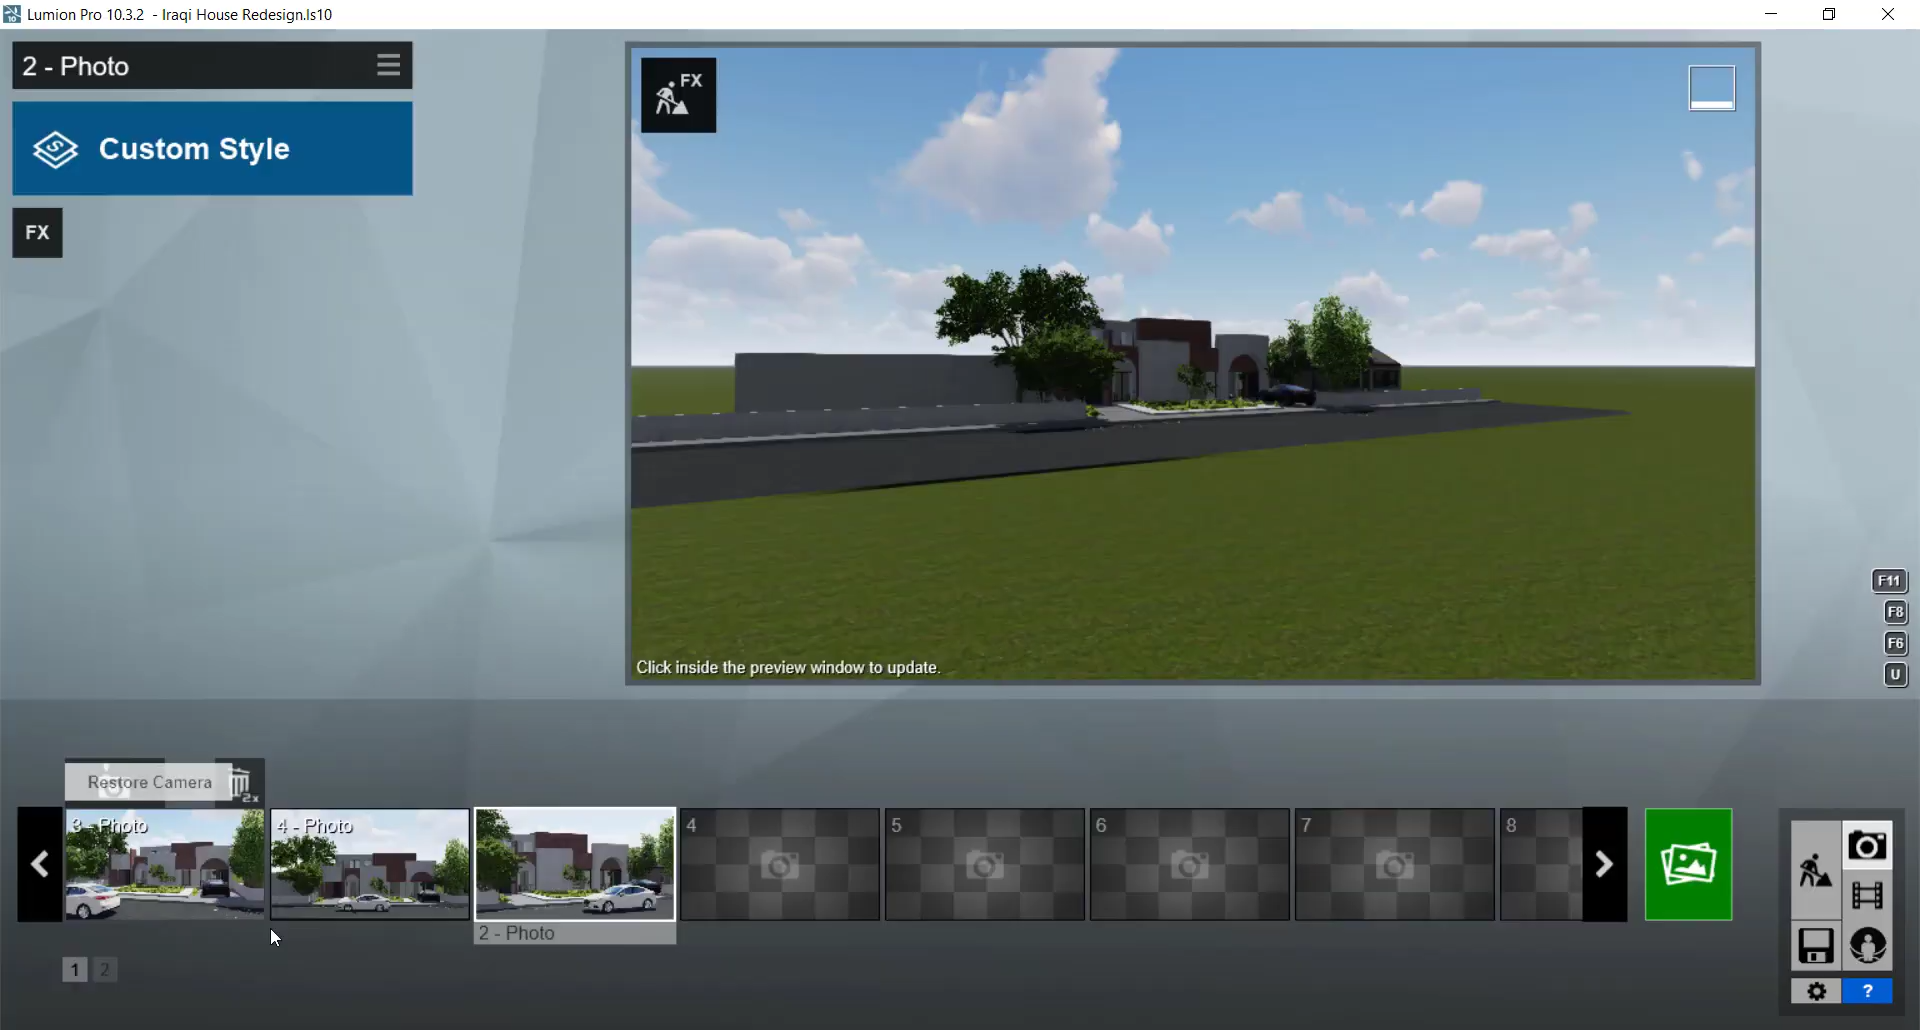 Lumion Pro 10.3.2 - Iraqi House Redesign.ls10
2 - Photo
Custom Style
FX
FX
Click inside the preview window to update.
F11
F8
F6
U
Restore Camera
2x
3 - Photo
4 - Photo
4
5
6
7
8
2 - Photo
1 2
?